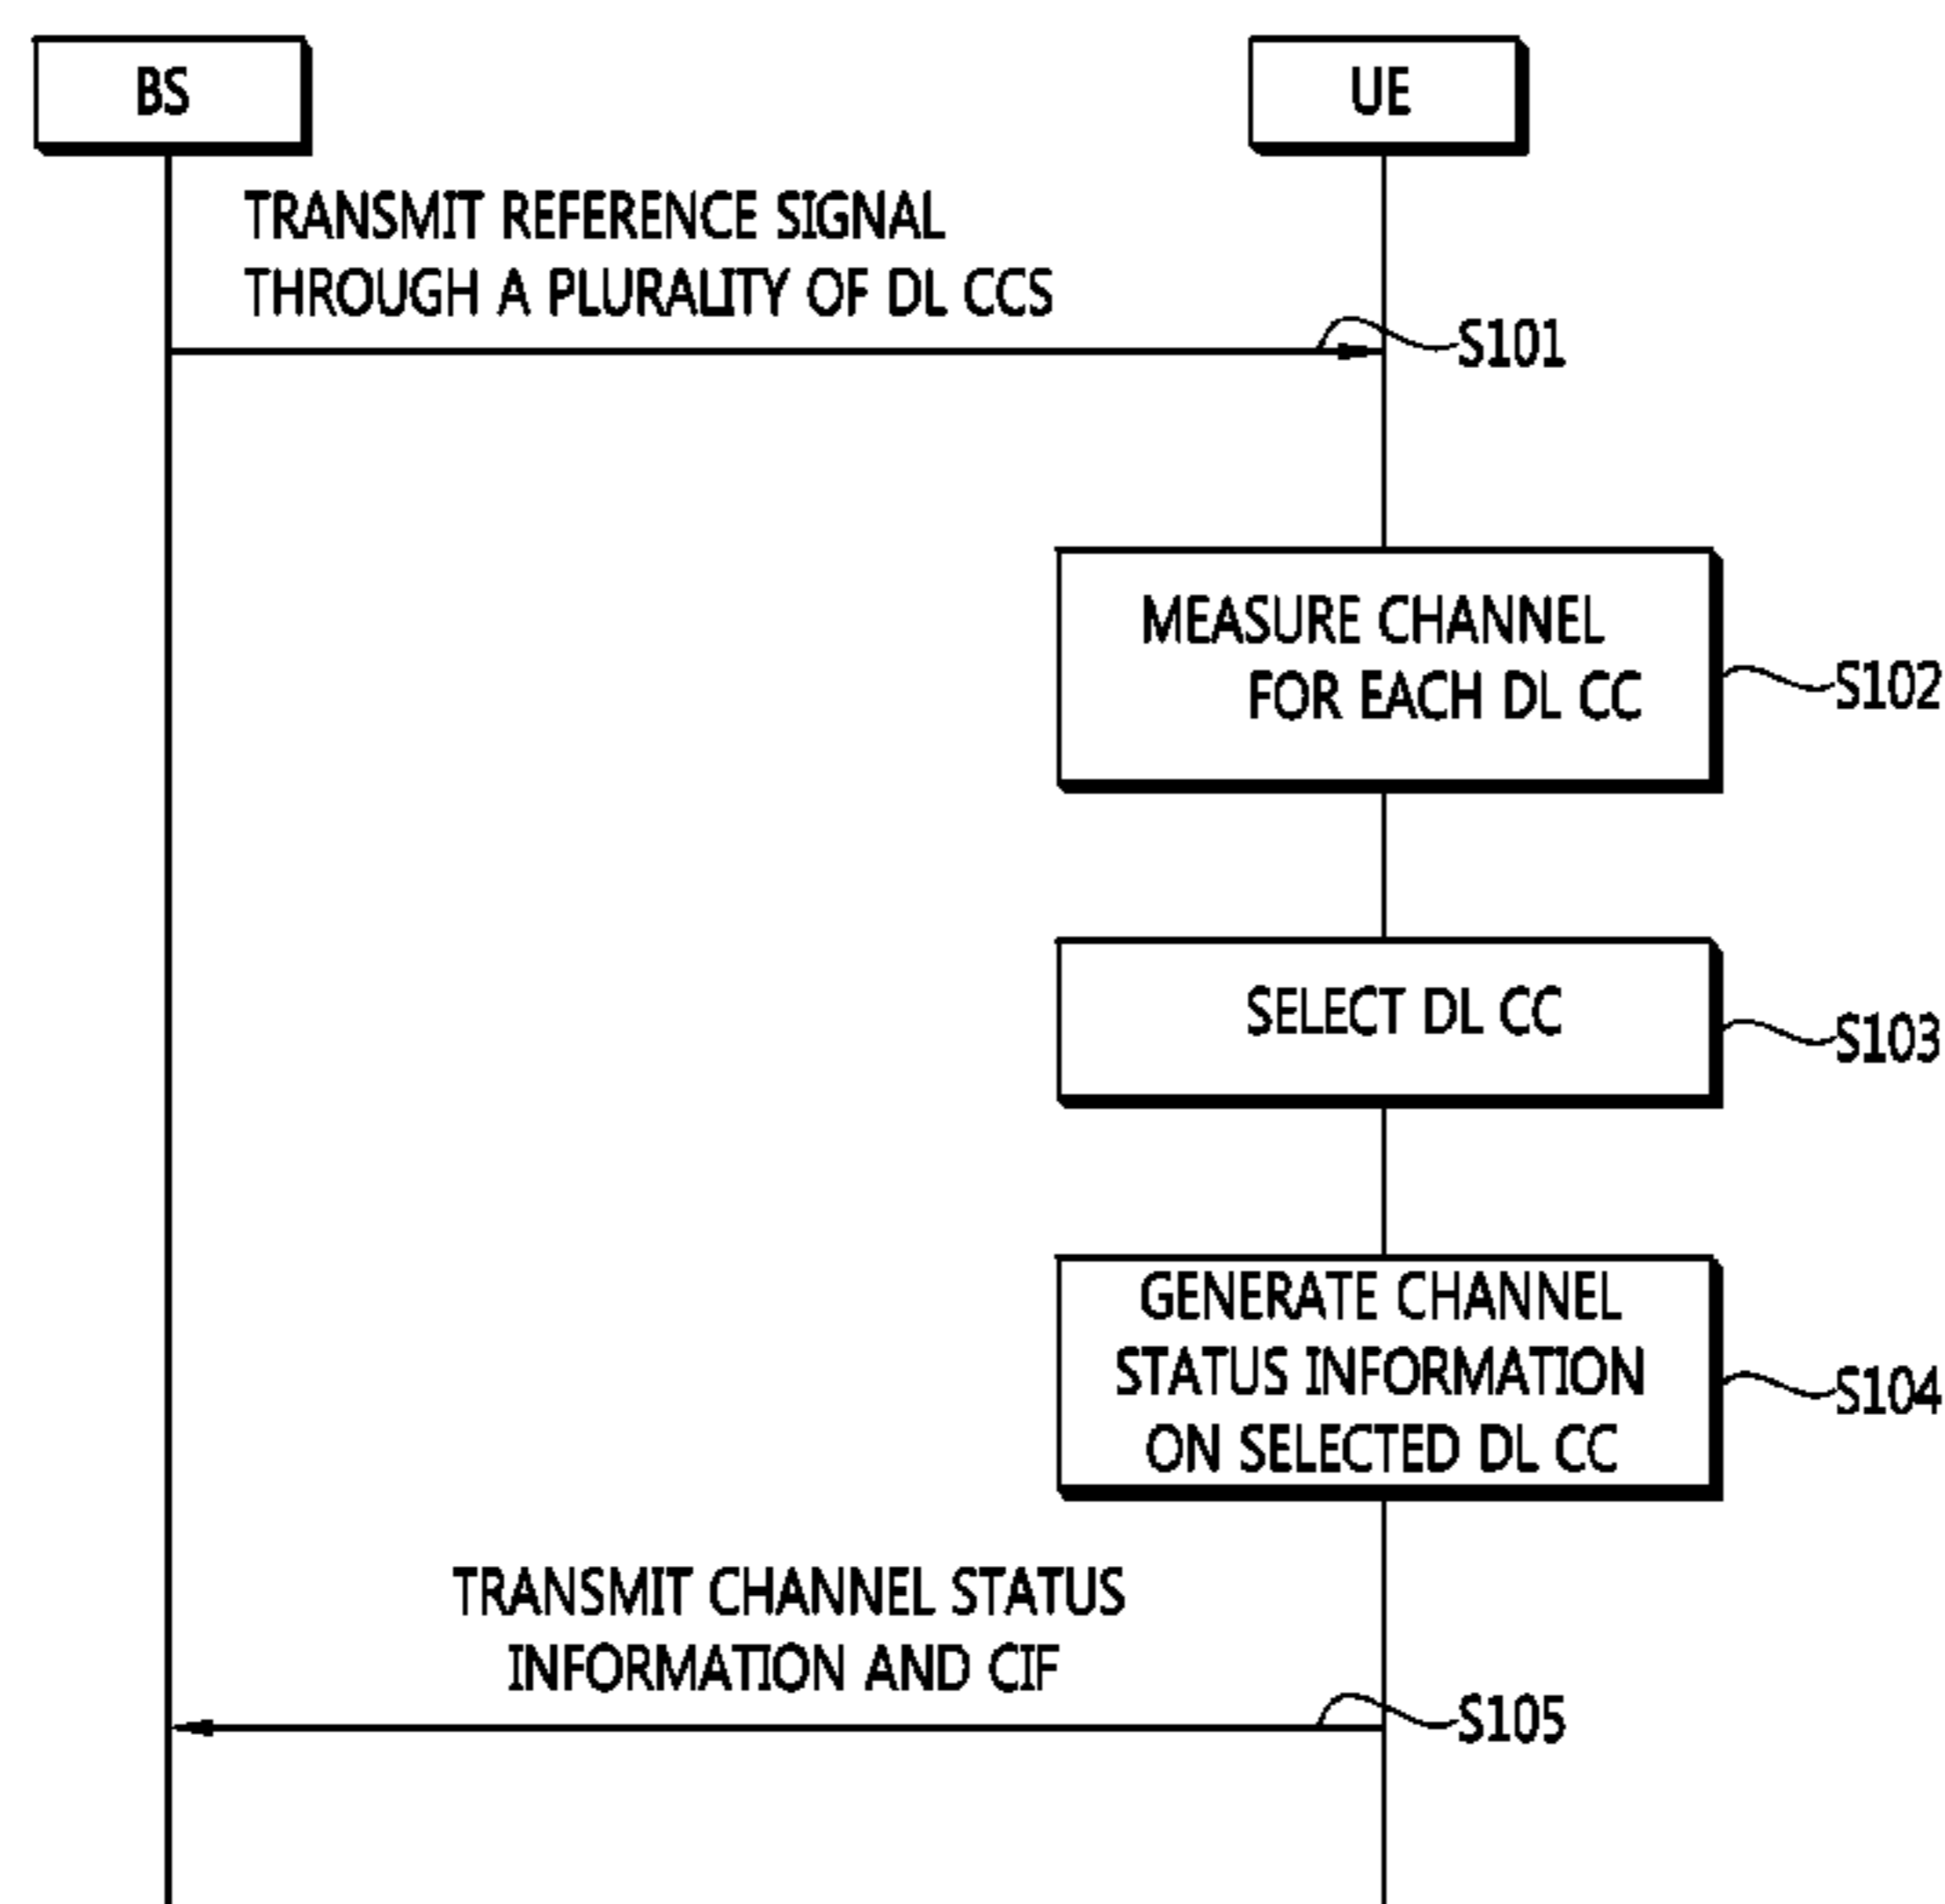 BS
UE
TRANSMIT REFERENCE SIGNAL
THROUGH A PLURALITY OF DL CCS
S101
MEASURE CHANNEL
FOR EACH DL CC
S102
SELECT DL CC
S103
GENERATE CHANNEL
STATUS INFORMATION
ON SELECTED DL CC
S104
TRANSMIT CHANNEL STATUS
INFORMATION AND CIF
S105